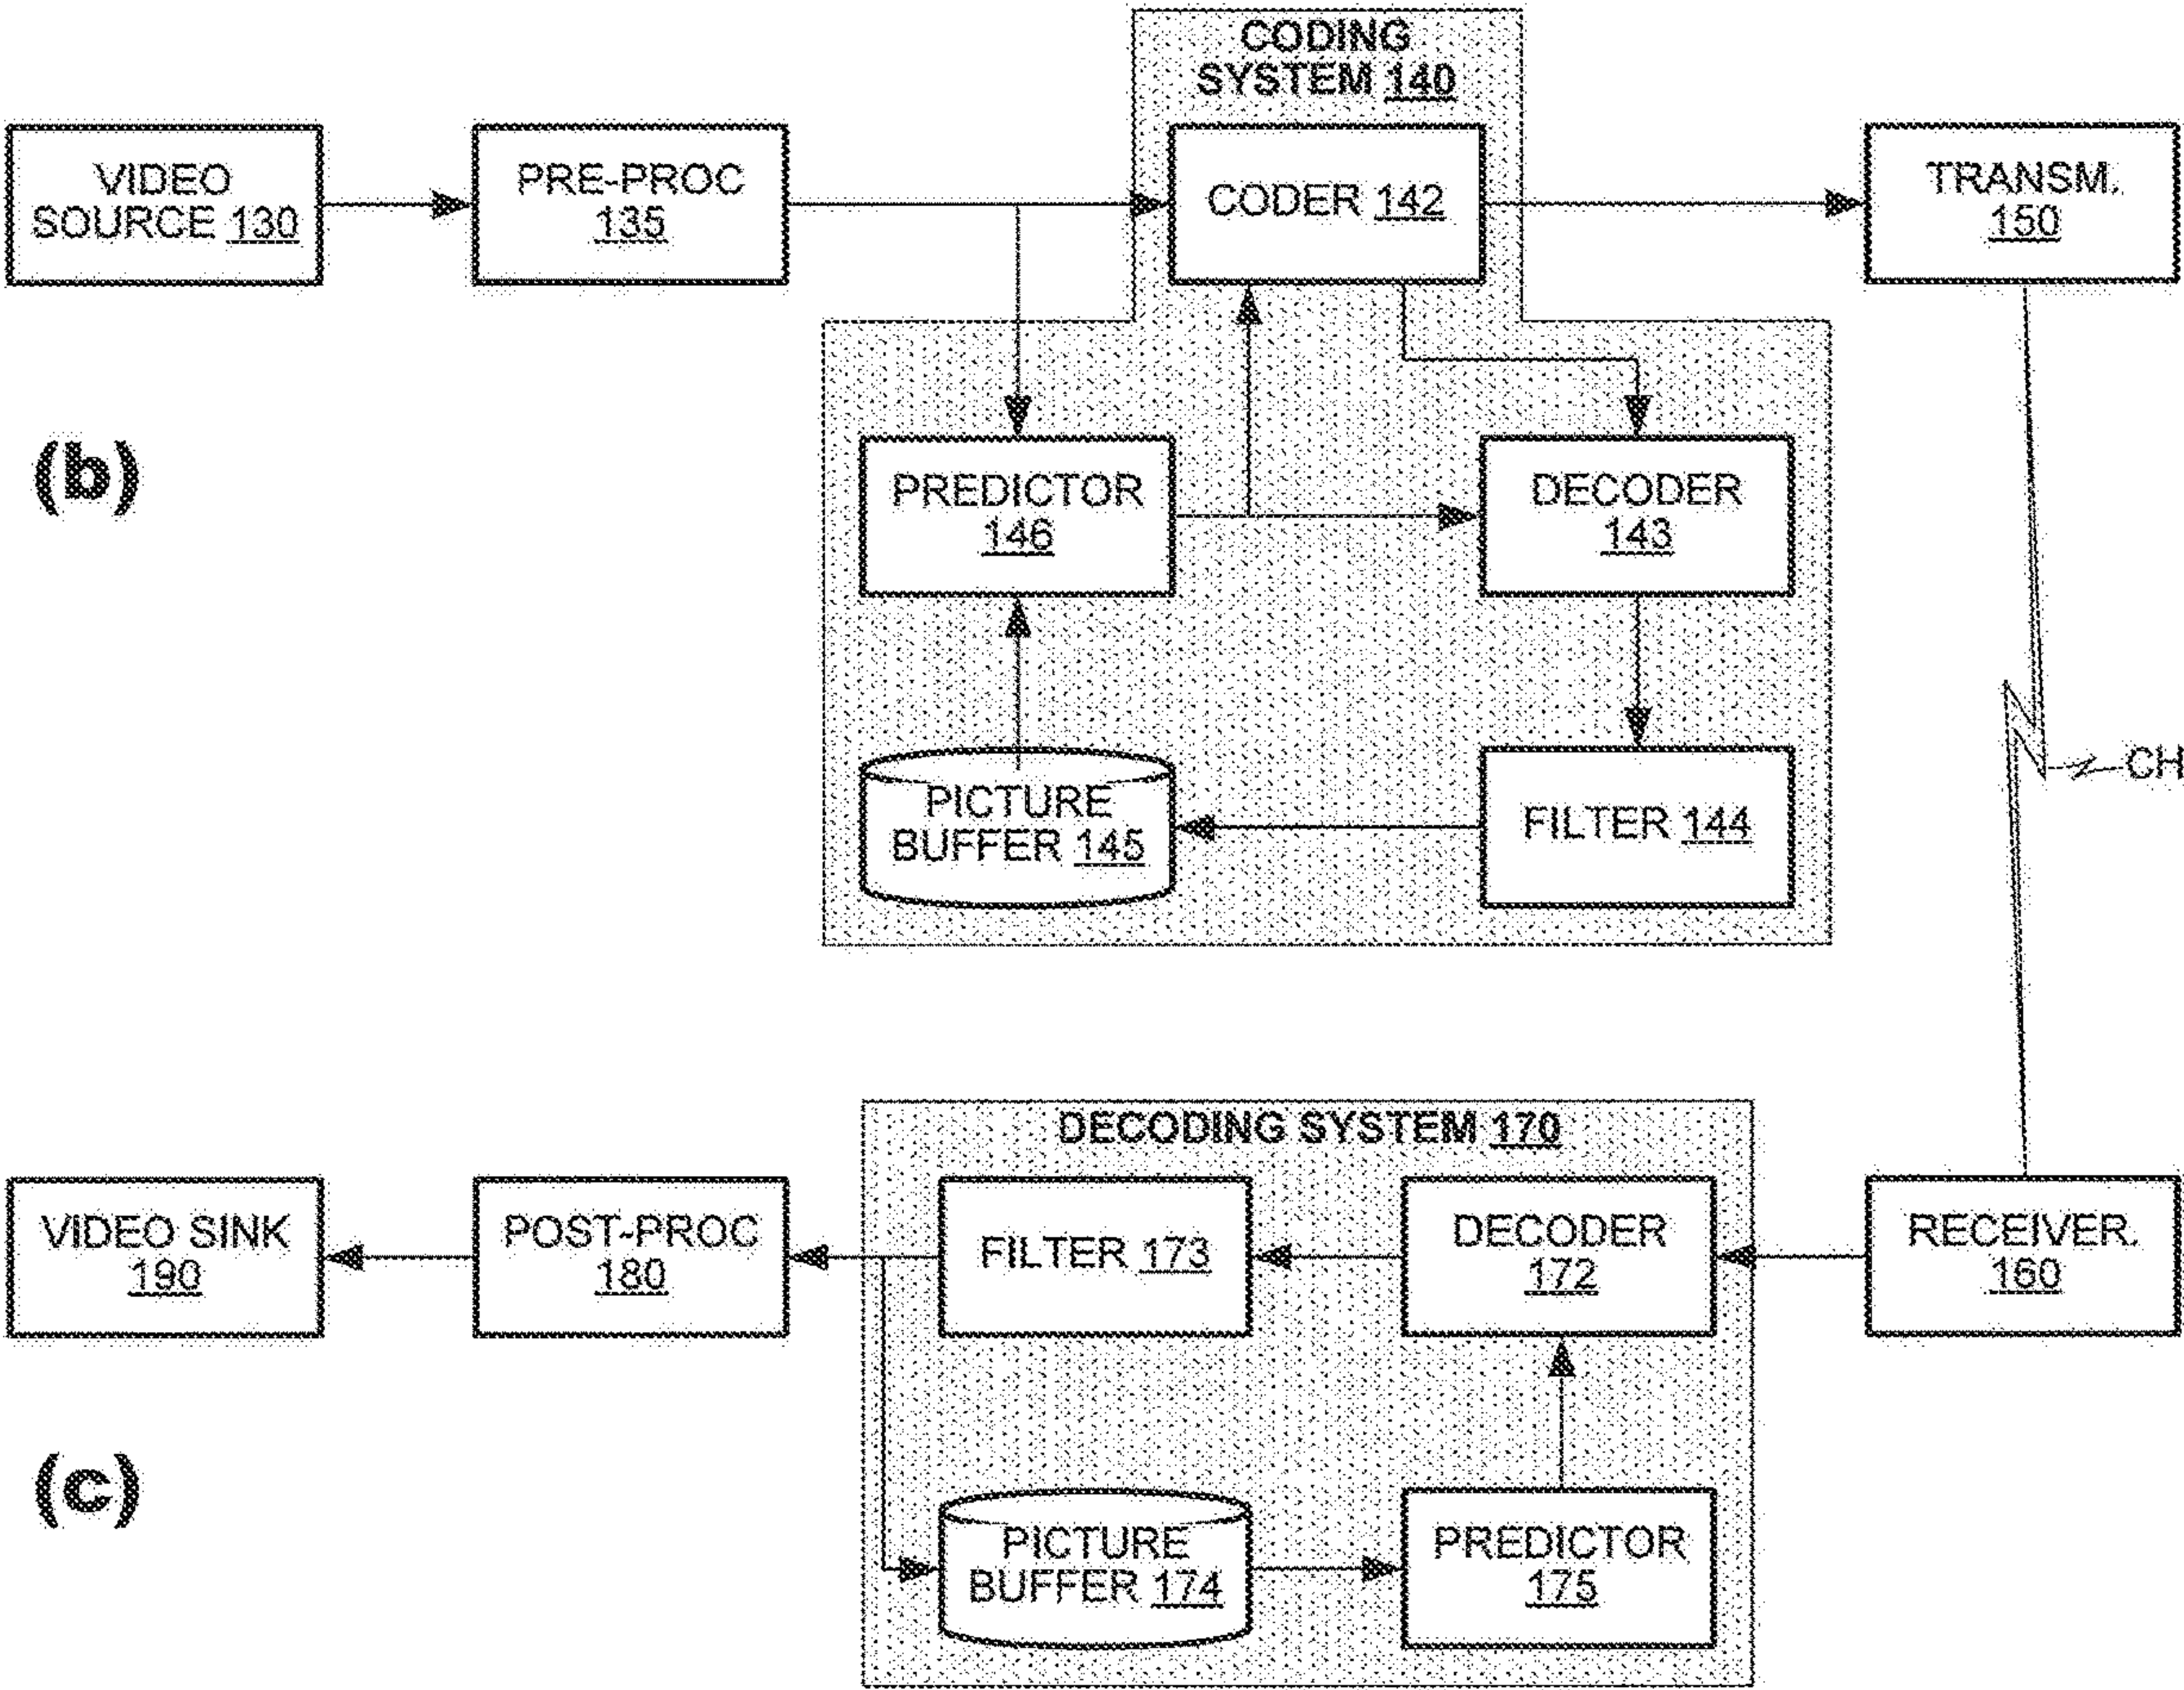 CODING
SYSTEM 140
VIDEO
SOURCE 130
PRE-PROC
135
CODER 142
TRANSM.
150
(b)
PREDICTOR
146
DECODER
143
PICTURE
BUFFER 145
FILTER 144
CH
DECODING SYSTEM 170
VIDEO SINK
190
POST-PROC
180
FILTER 173
DECODER
172
RECEIVER.
160
(c)
PICTURE
BUFFER 174
PREDICTOR
175